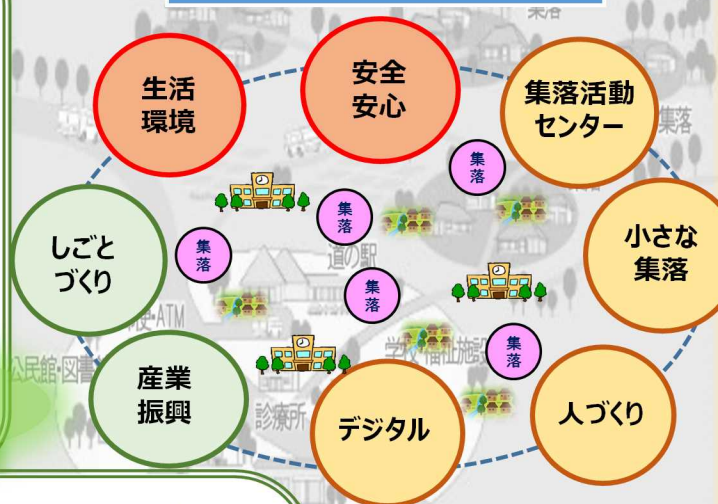 集落
生活
環境
安全
安心
集落活動
センター
集落
集
落
集
落
集
落
しごと
づくり
道の駅
小さな
集落
集
落
便・ATM
集
落
学校・福祉施設
公民館・図書
産業
振興
診療所
デジタル
人づくり